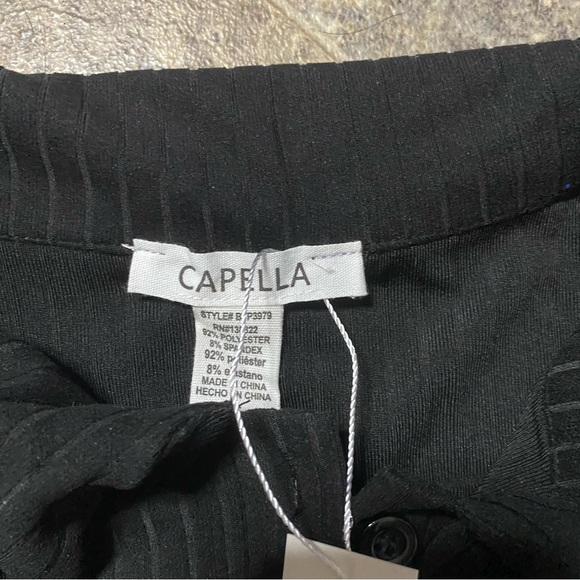 CAPELLA
STYLE# 
92% POLYESTER
8% SPANDEX
92% poliéster
8% elastano
MADE IN CHINA
HECHO EN CHINA